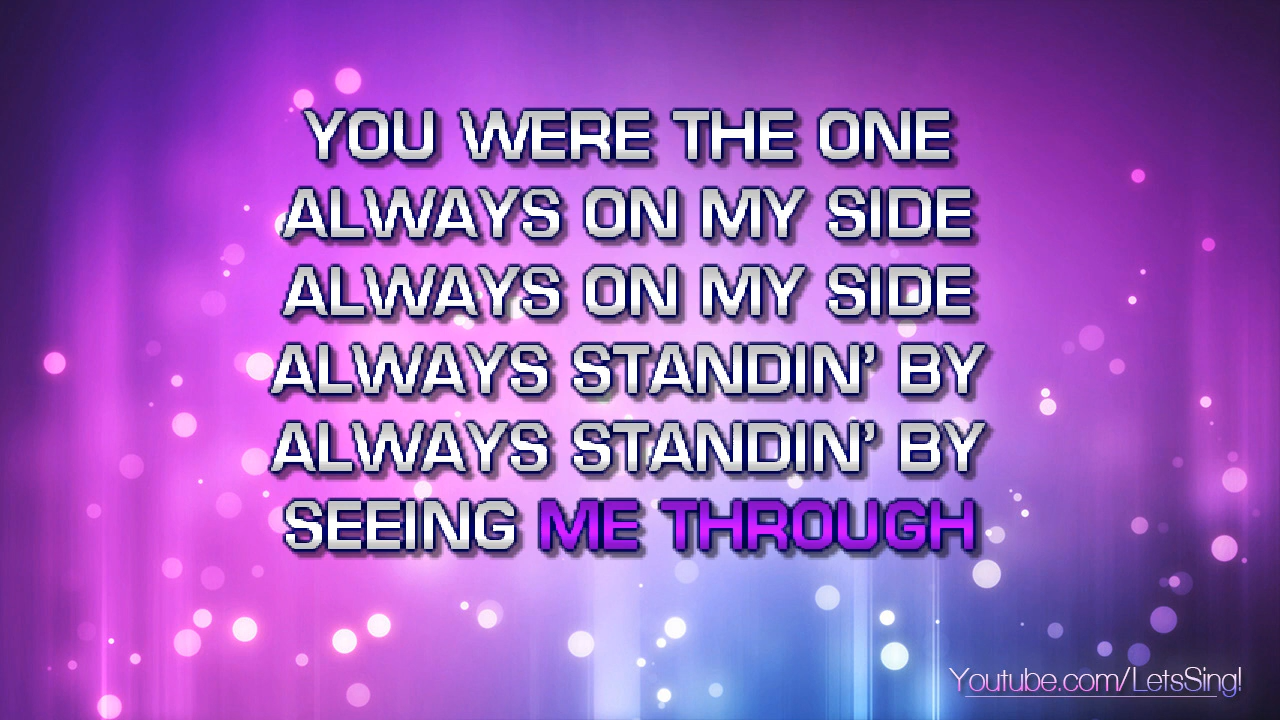 YOU WERE THE ONE
ALWAYS ON MY SIDE
ALWAYS ON MY SIDE
ALWAYS STANDIN' BY
ALWAYS STANDIN' BY
SEEING ME THROUGH
Youtube.com/LetsSing!